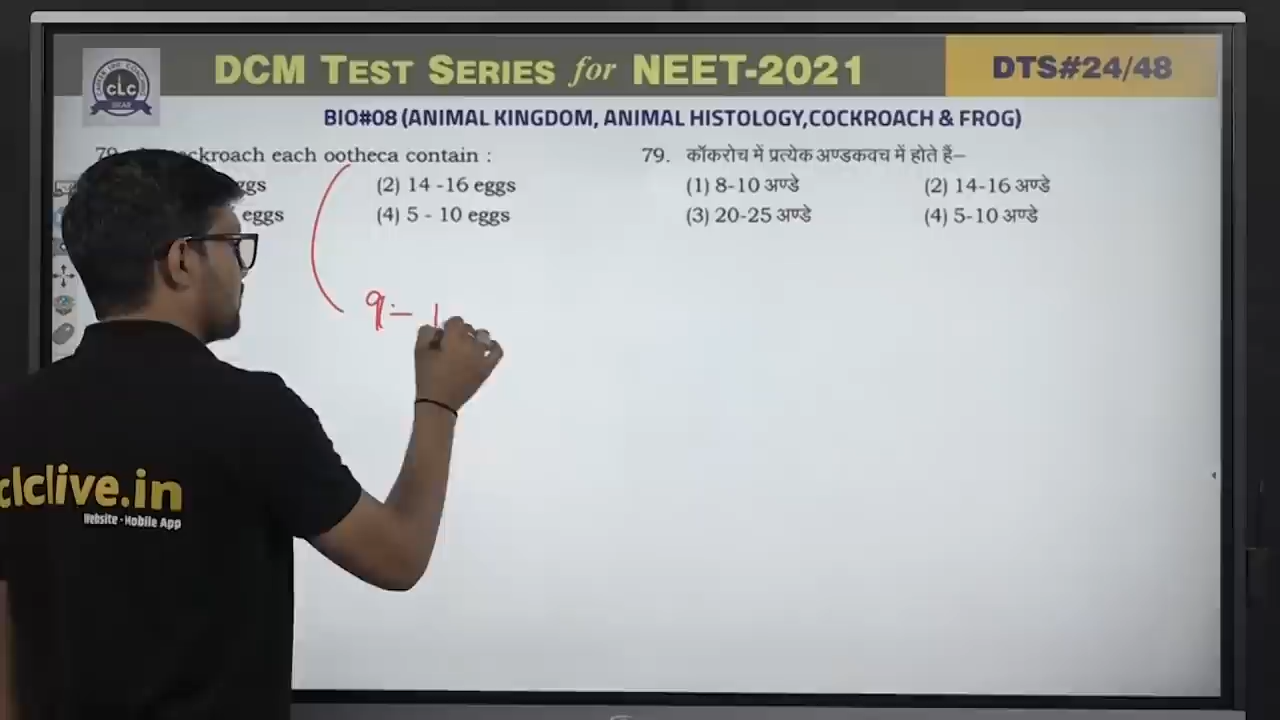 DCM TEST SERIES for NEET-2021
DTS#24/48
CLC
BIO#08 (ANIMAL KINGDOM, ANIMAL HISTOLOGY,COCKROACH & FROG)
ockroach each ootheca contain :
ggs (2) 14 -16 eggs
eggs (4) 5 - 10 eggs
79. कॉकरोच में प्रत्येक अण्डकवच में होते हैं–
(1) 8-10 अण्डे (2) 14-16 अण्डे
(3) 20-25 अण्डे (4) 5-10 अण्डे
9 – 1
clclive.in
Website • Mobile App